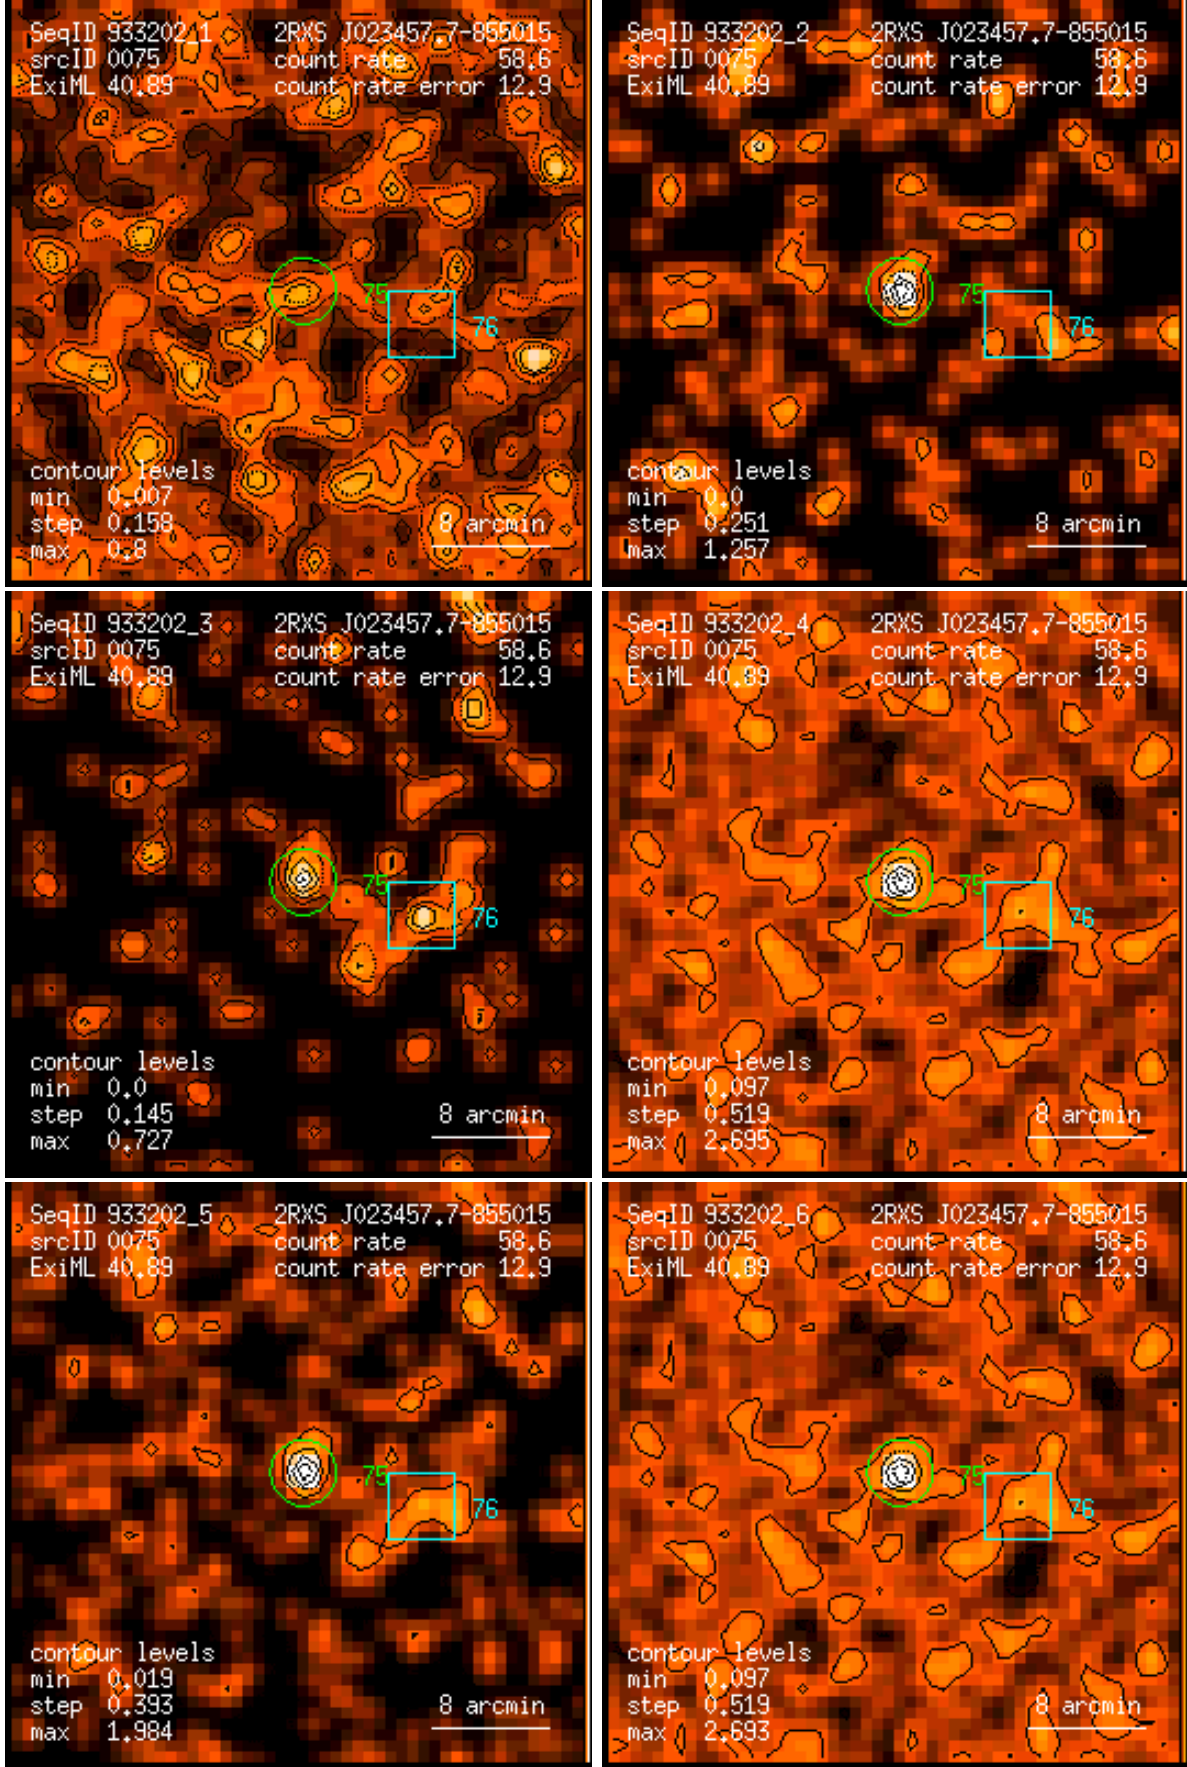 SeqID 933202_1 2RXS J023457.7-855015
srcID 0075 count rate 58.6
ExiML 40.89 count rate error 12.9
75
76
contour levels
min 0.007
step 0.158
max 0.8
8 arcmin
SeqID 933202_2 2RXS J023457.7-855015
srcID 0075 count rate 58.6
ExiML 40.89 count rate error 12.9
75
76
contour levels
min 0.0
step 0.251
max 1.257
8 arcmin
SeqID 933202_3 2RXS J023457.7-855015
srcID 0075 count rate 58.6
ExiML 40.89 count rate error 12.9
75
76
contour levels
min 0.0
step 0.145
max 0.727
8 arcmin
SeqID 933202_4 2RXS J023457.7-855015
srcID 0075 count rate 58.6
ExiML 40.89 count rate error 12.9
75
76
contour levels
min 0.097
step 0.519
max 2.695
8 arcmin
SeqID 933202_5 2RXS J023457.7-855015
srcID 0075 count rate 58.6
ExiML 40.89 count rate error 12.9
75
76
contour levels
min 0.019
step 0.393
max 1.984
8 arcmin
SeqID 933202_6 2RXS J023457.7-855015
srcID 0075 count rate 58.6
ExiML 40.89 count rate error 12.9
75
76
contour levels
min 0.097
step 0.519
max 2.693
8 arcmin